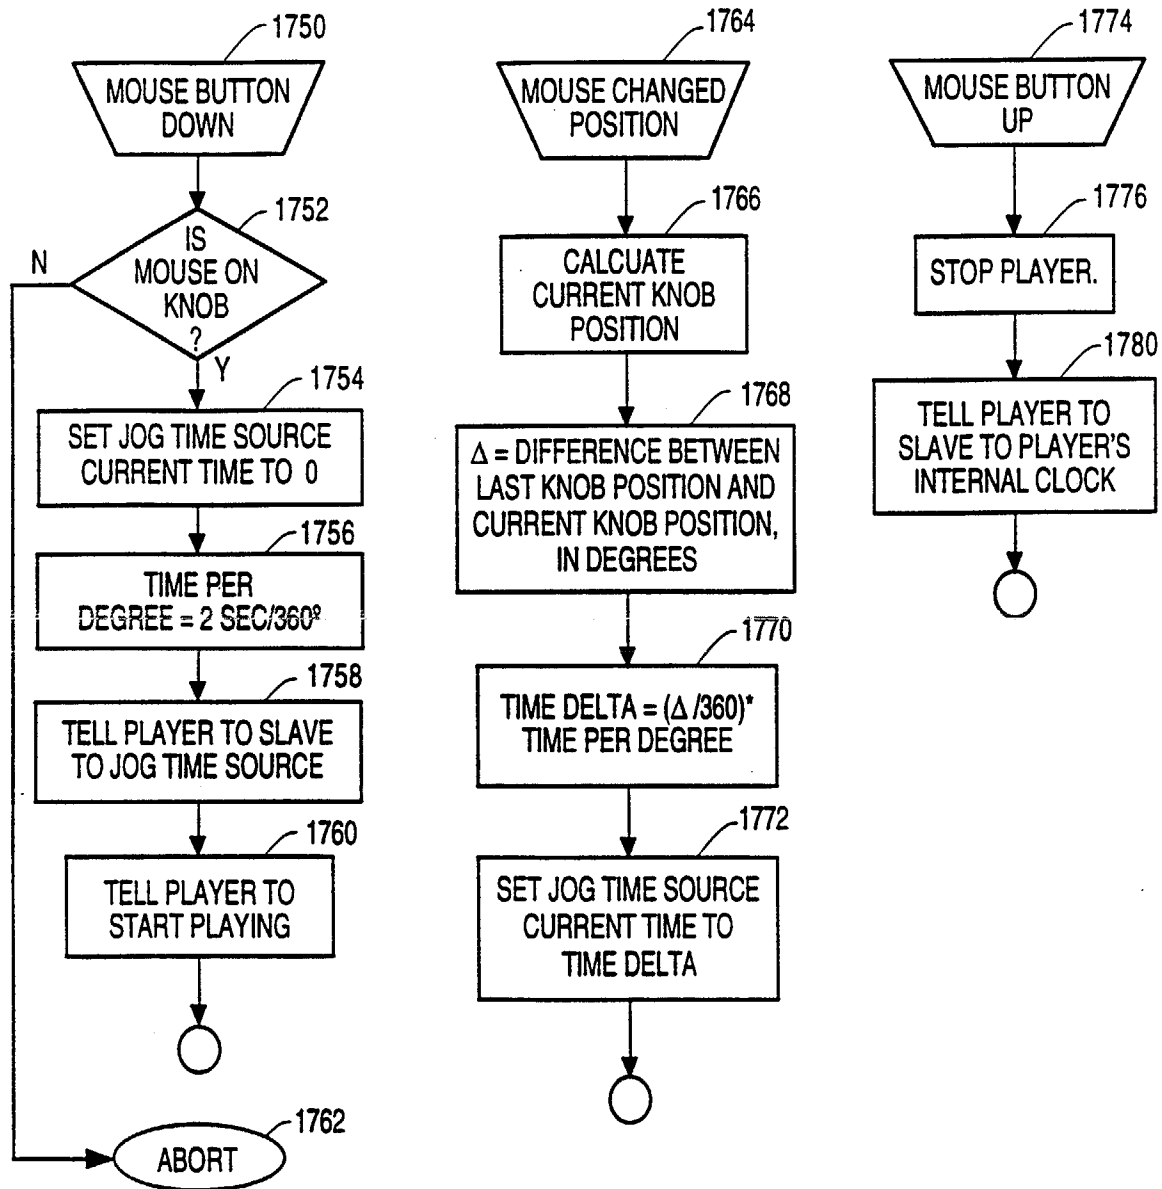 1750
MOUSE BUTTON
DOWN
1752
IS
MOUSE ON
KNOB
?
N
Y
1754
SET JOG TIME SOURCE
CURRENT TIME TO 0
1756
TIME PER
DEGREE = 2 SEC/360º
1758
TELL PLAYER TO SLAVE
TO JOG TIME SOURCE
1760
TELL PLAYER TO
START PLAYING
1762
ABORT
1764
MOUSE CHANGED
POSITION
1766
CALCUATE
CURRENT KNOB
POSITION
1768
Δ = DIFFERENCE BETWEEN
LAST KNOB POSITION AND
CURRENT KNOB POSITION,
IN DEGREES
1770
TIME DELTA = (Δ /360)*
TIME PER DEGREE
1772
SET JOG TIME SOURCE
CURRENT TIME TO
TIME DELTA
1774
MOUSE BUTTON
UP
1776
STOP PLAYER.
1780
TELL PLAYER TO
SLAVE TO PLAYER'S
INTERNAL CLOCK